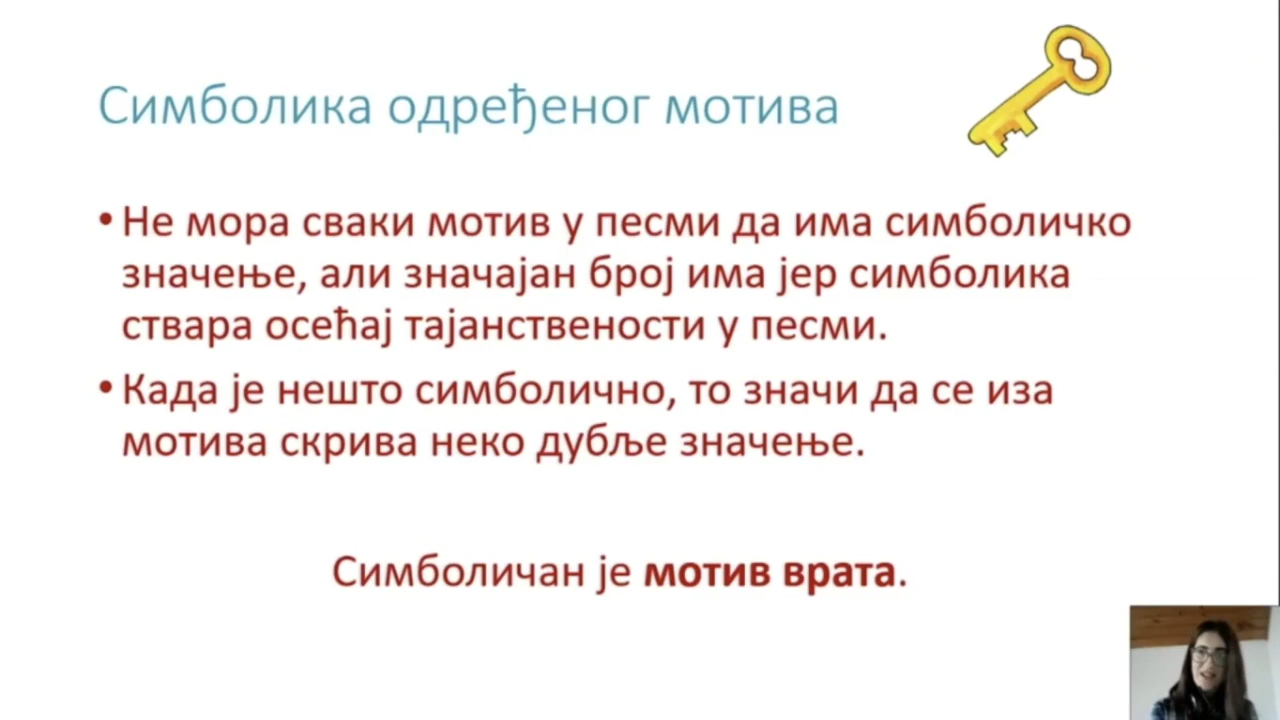 Симболика одређеног мотива
• Не мора сваки мотив у песми да има симболичко
значење, али значајан број има јер симболика
ствара осећај тајанствености у песми.
• Када је нешто симболично, то значи да се иза
мотива скрива неко дубље значење.
Симболичан је мотив врата.